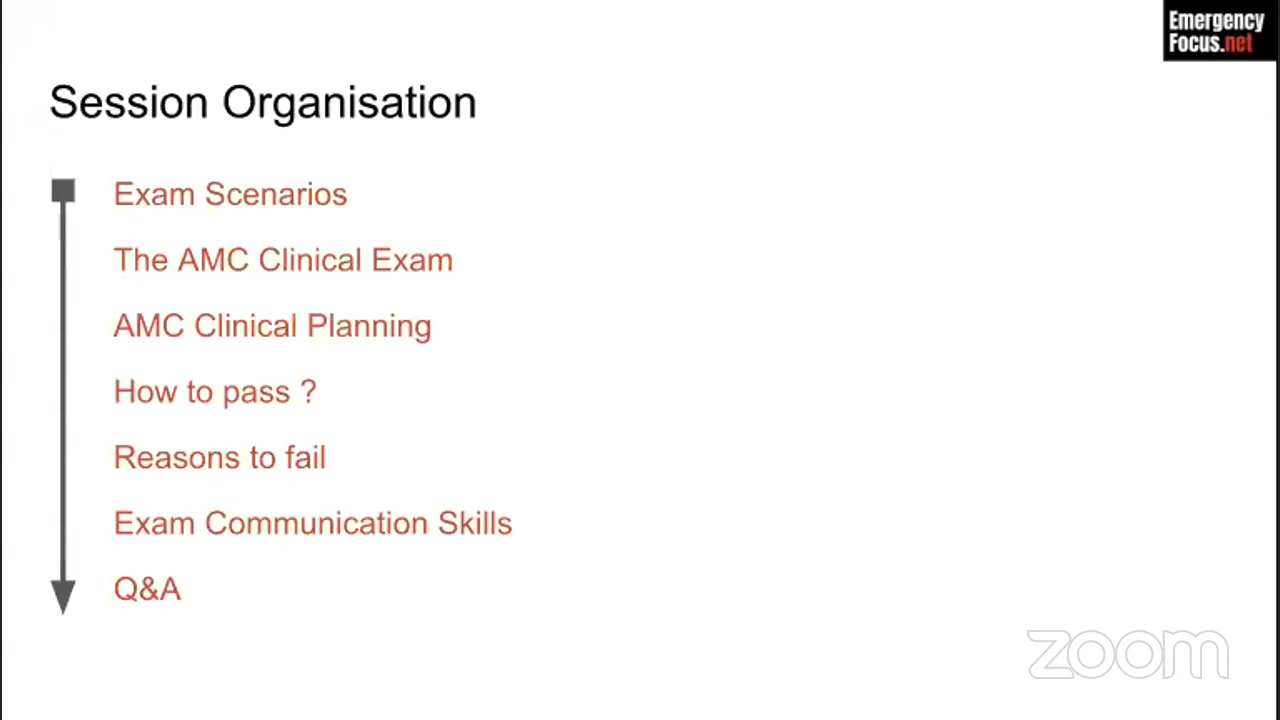 Emergency
Focus.net
Session Organisation
Exam Scenarios
The AMC Clinical Exam
AMC Clinical Planning
How to pass ?
Reasons to fail
Exam Communication Skills
Q&A
zoom